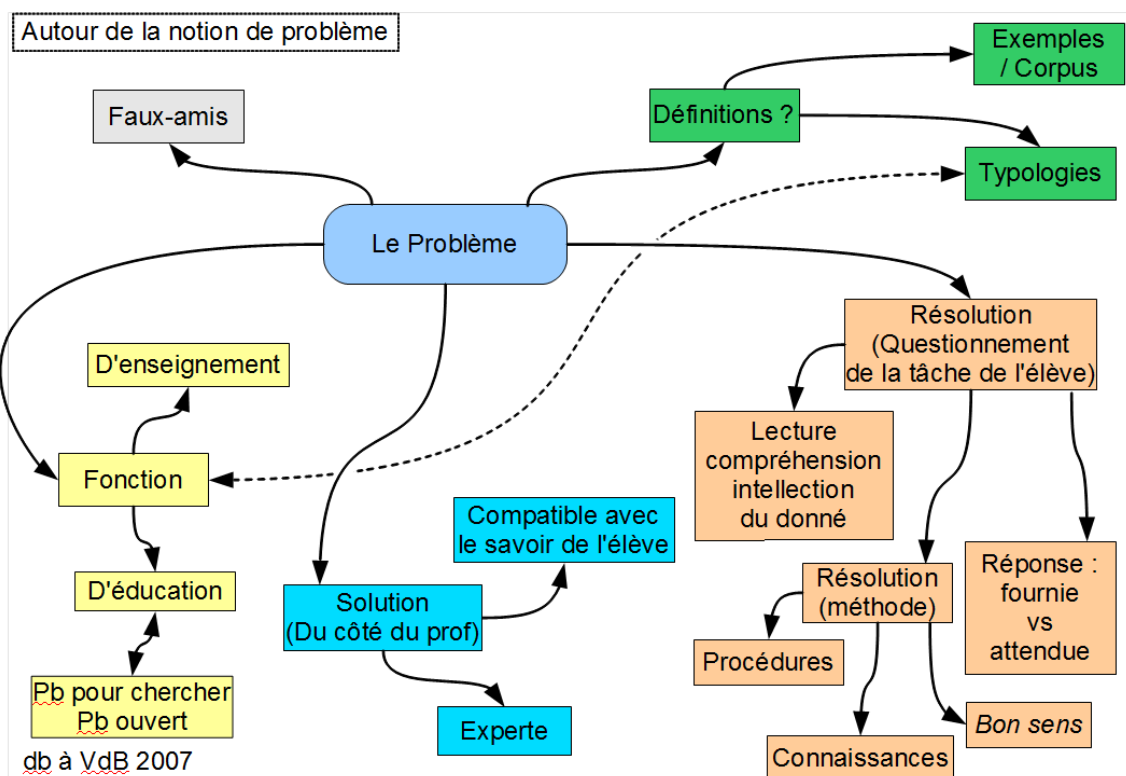 Autour de la notion de problème
Exemples
/ Corpus
Faux-amis
Définitions ?
Typologies
Le Problème
Résolution
(Questionnement
de la tâche de l'élève)
D'enseignement
Lecture
compréhension
intellection
du donné
Fonction
Compatible avec
le savoir de l'élève
D'éducation
Solution
(Du côté du prof)
Résolution
(méthode)
Réponse :
fournie
vs
attendue
Procédures
Pb pour chercher
Pb ouvert
Experte
Bon sens
Connaissances
db à VdB 2007